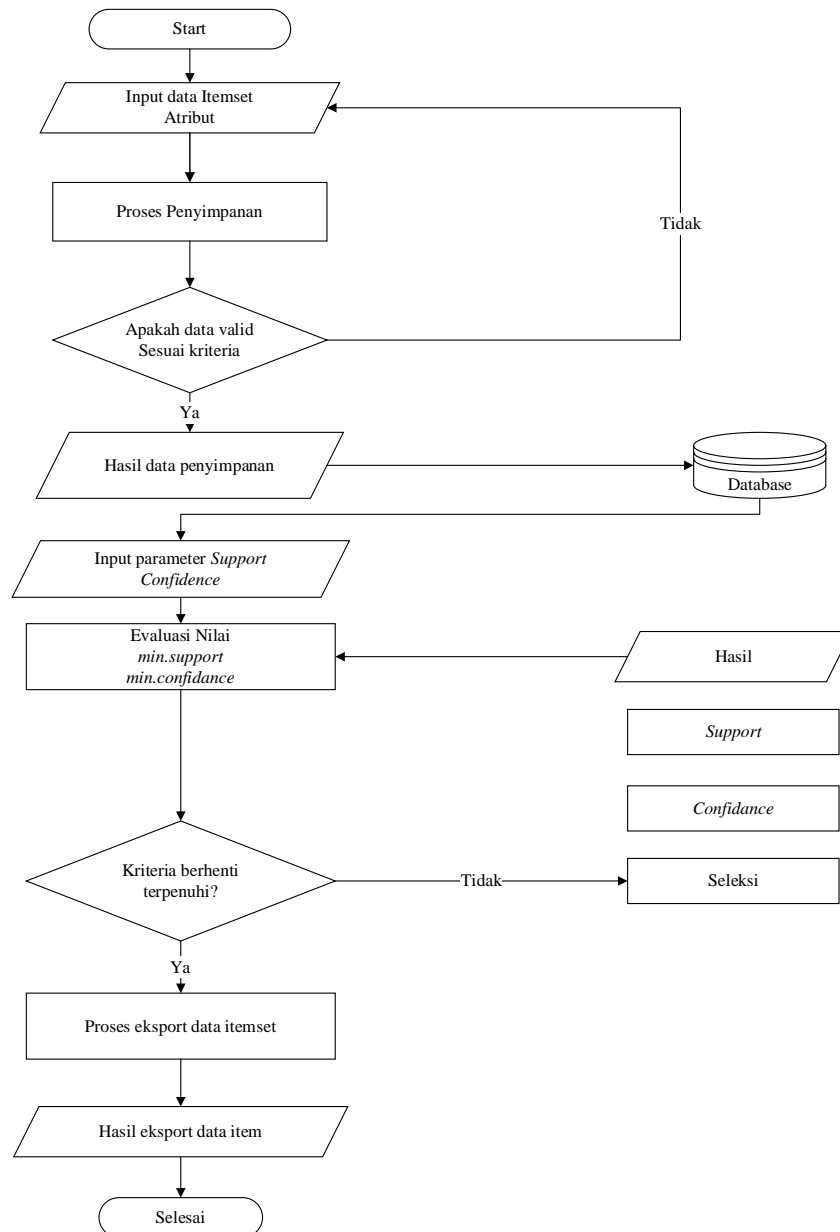 Start
Input data Itemset
Atribut
Proses Penyimpanan
Tidak
Apakah data valid
Sesuai kriteria
Ya
Hasil data penyimpanan
Database
Input parameter Support
Confidence
Evaluasi Nilai
min.support
min.confidance
Hasil
Support
Confidance
Kriteria berhenti
terpenuhi?
Tidak
Seleksi
Ya
Proses eksport data itemset
Hasil eksport data item
Selesai